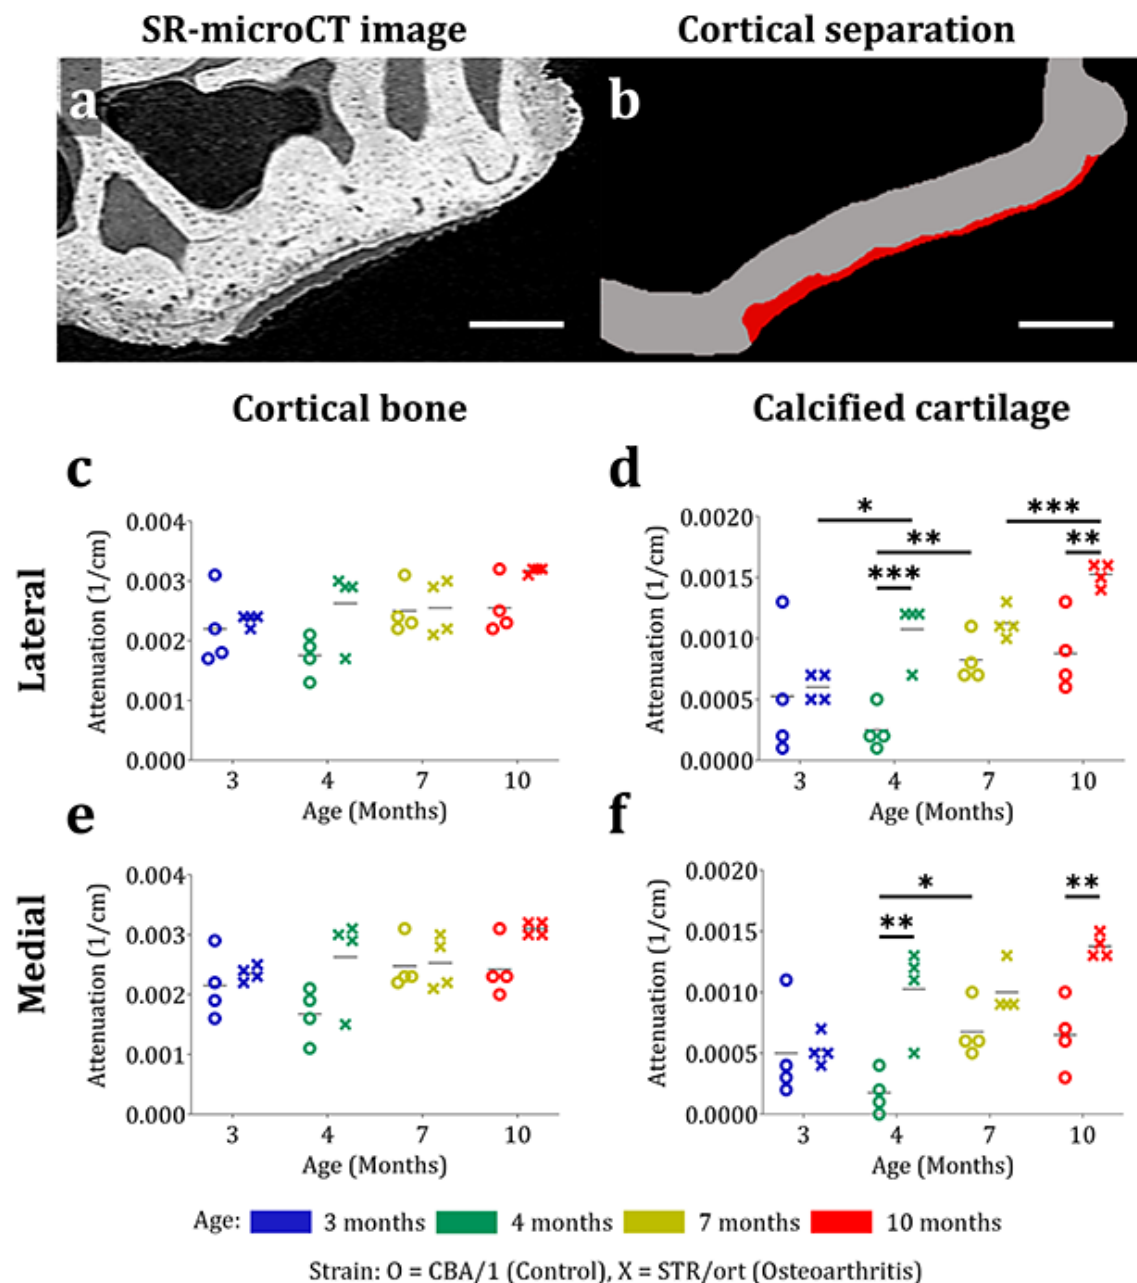 SR-microCT image
Cortical separation
a
b
Cortical bone
Calcified cartilage
c
d
Lateral
Attenuation (1/cm)
0.004
0.003
0.002
0.001
0.000
3
4
7
10
Age (Months)
Attenuation (1/cm)
0.0020
0.0015
0.0010
0.0005
0.0000
*
**
***
***
**
3
4
7
10
Age (Months)
e
f
Medial
Attenuation (1/cm)
0.004
0.003
0.002
0.001
0.000
3
4
7
10
Age (Months)
Attenuation (1/cm)
0.0020
0.0015
0.0010
0.0005
0.0000
*
**
**
3
4
7
10
Age (Months)
Age: 3 months 4 months 7 months 10 months
Strain: O = CBA/1 (Control), X = STR/ort (Osteoarthritis)